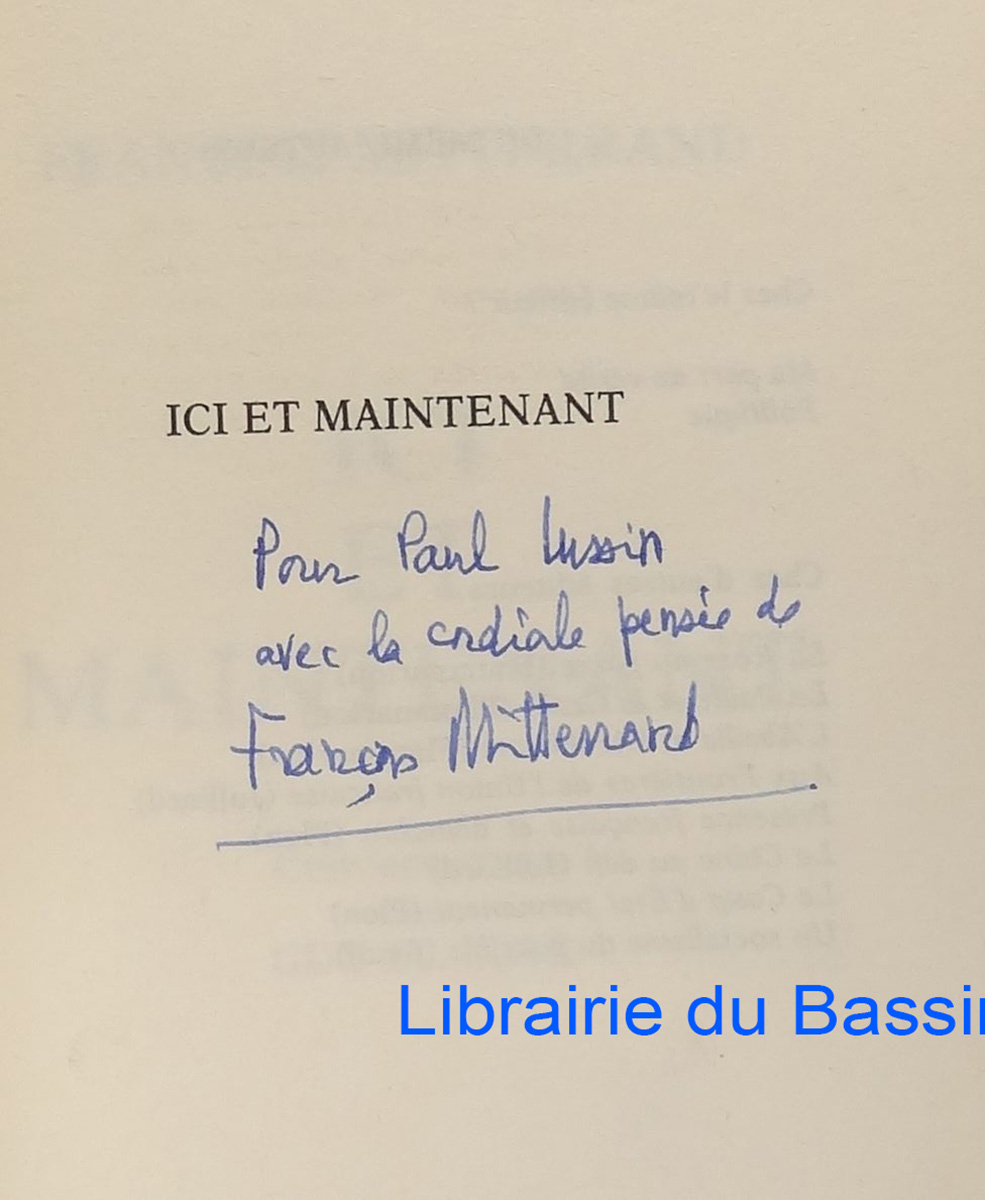 ICI ET MAINTENANT
Pour Paul Lussin
avec la cordiale pensée de
François Mitterrand
Librairie du Bassin